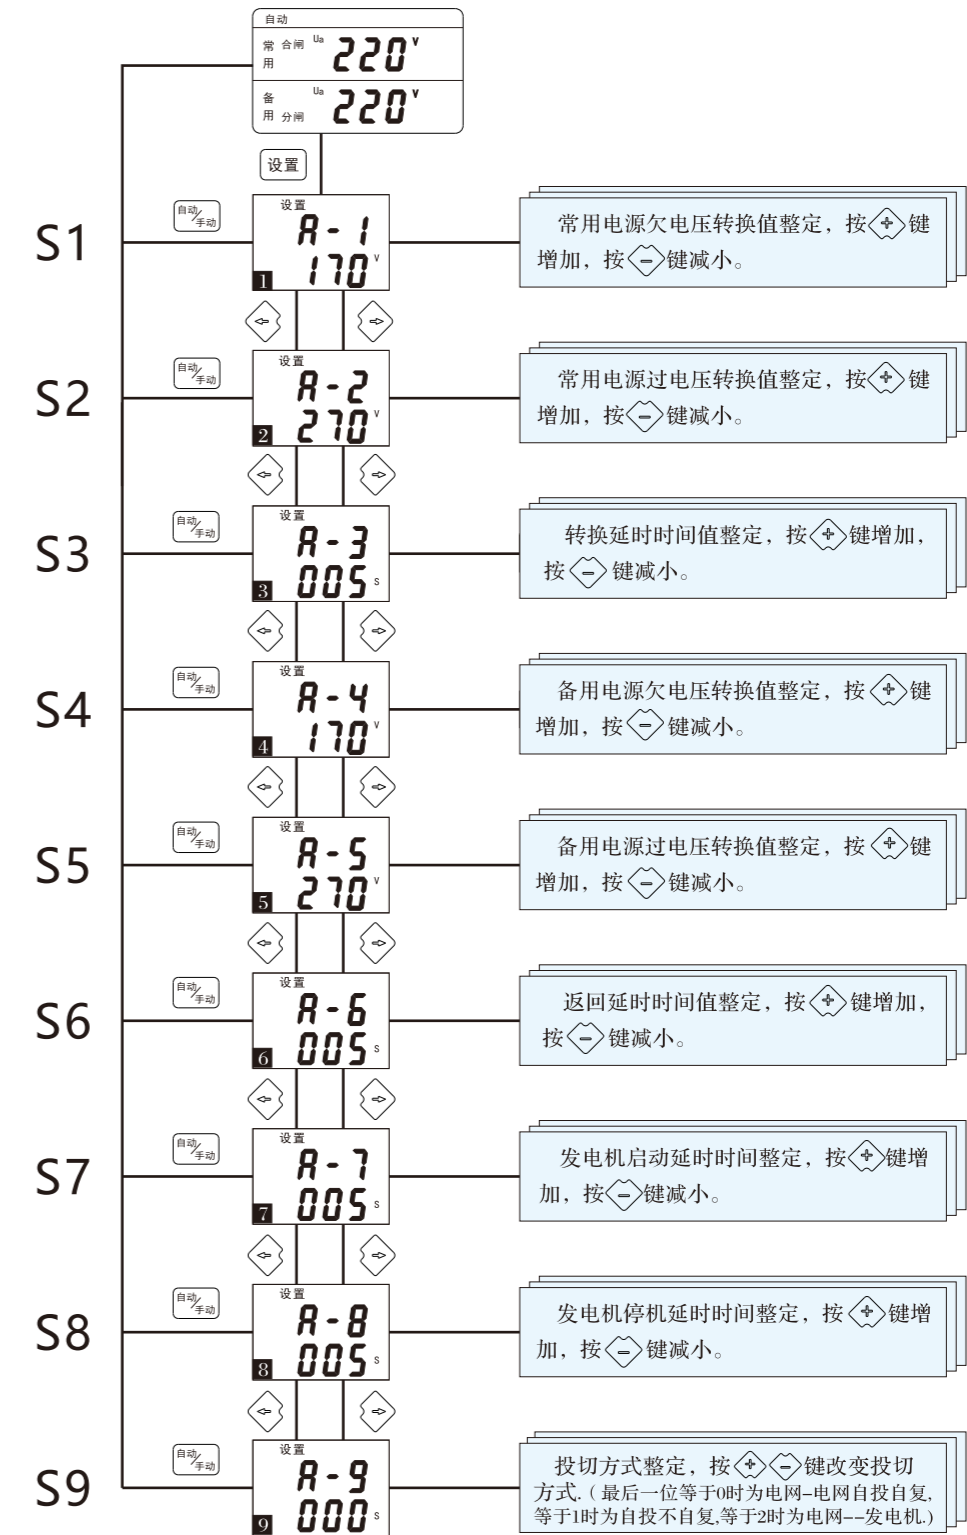 自动
常用 合闸 Ua 220 V
备用 分闸 Ua 220 V
设置
S1
自动/手动
设置
A-1
1 170 V
常用电源欠电压转换值整定，按+键
增加，按-键减小。
S2
自动/手动
设置
A-2
2 270 V
常用电源过电压转换值整定，按+键
增加，按-键减小。
S3
自动/手动
设置
A-3
3 005 s
转换延时时间值整定，按+键增加，
按-键减小。
S4
自动/手动
设置
A-4
4 170 V
备用电源欠电压转换值整定，按+键
增加，按-键减小。
S5
自动/手动
设置
A-5
5 270 V
备用电源过电压转换值整定，按+键
增加，按-键减小。
S6
自动/手动
设置
A-6
6 005 s
返回延时时间值整定，按+键增加，
按-键减小。
S7
自动/手动
设置
A-7
7 005 s
发电机启动延时时间整定，按+键增
加，按-键减小。
S8
自动/手动
设置
A-8
8 005 s
发电机停机延时时间整定，按+键增
加，按-键减小。
S9
自动/手动
设置
A-9
9 000 s
投切方式整定，按+-键改变投切
方式.(最后一位等于0时为电网-电网自投自复,
等于1时为自投不自复,等于2时为电网--发电机.)